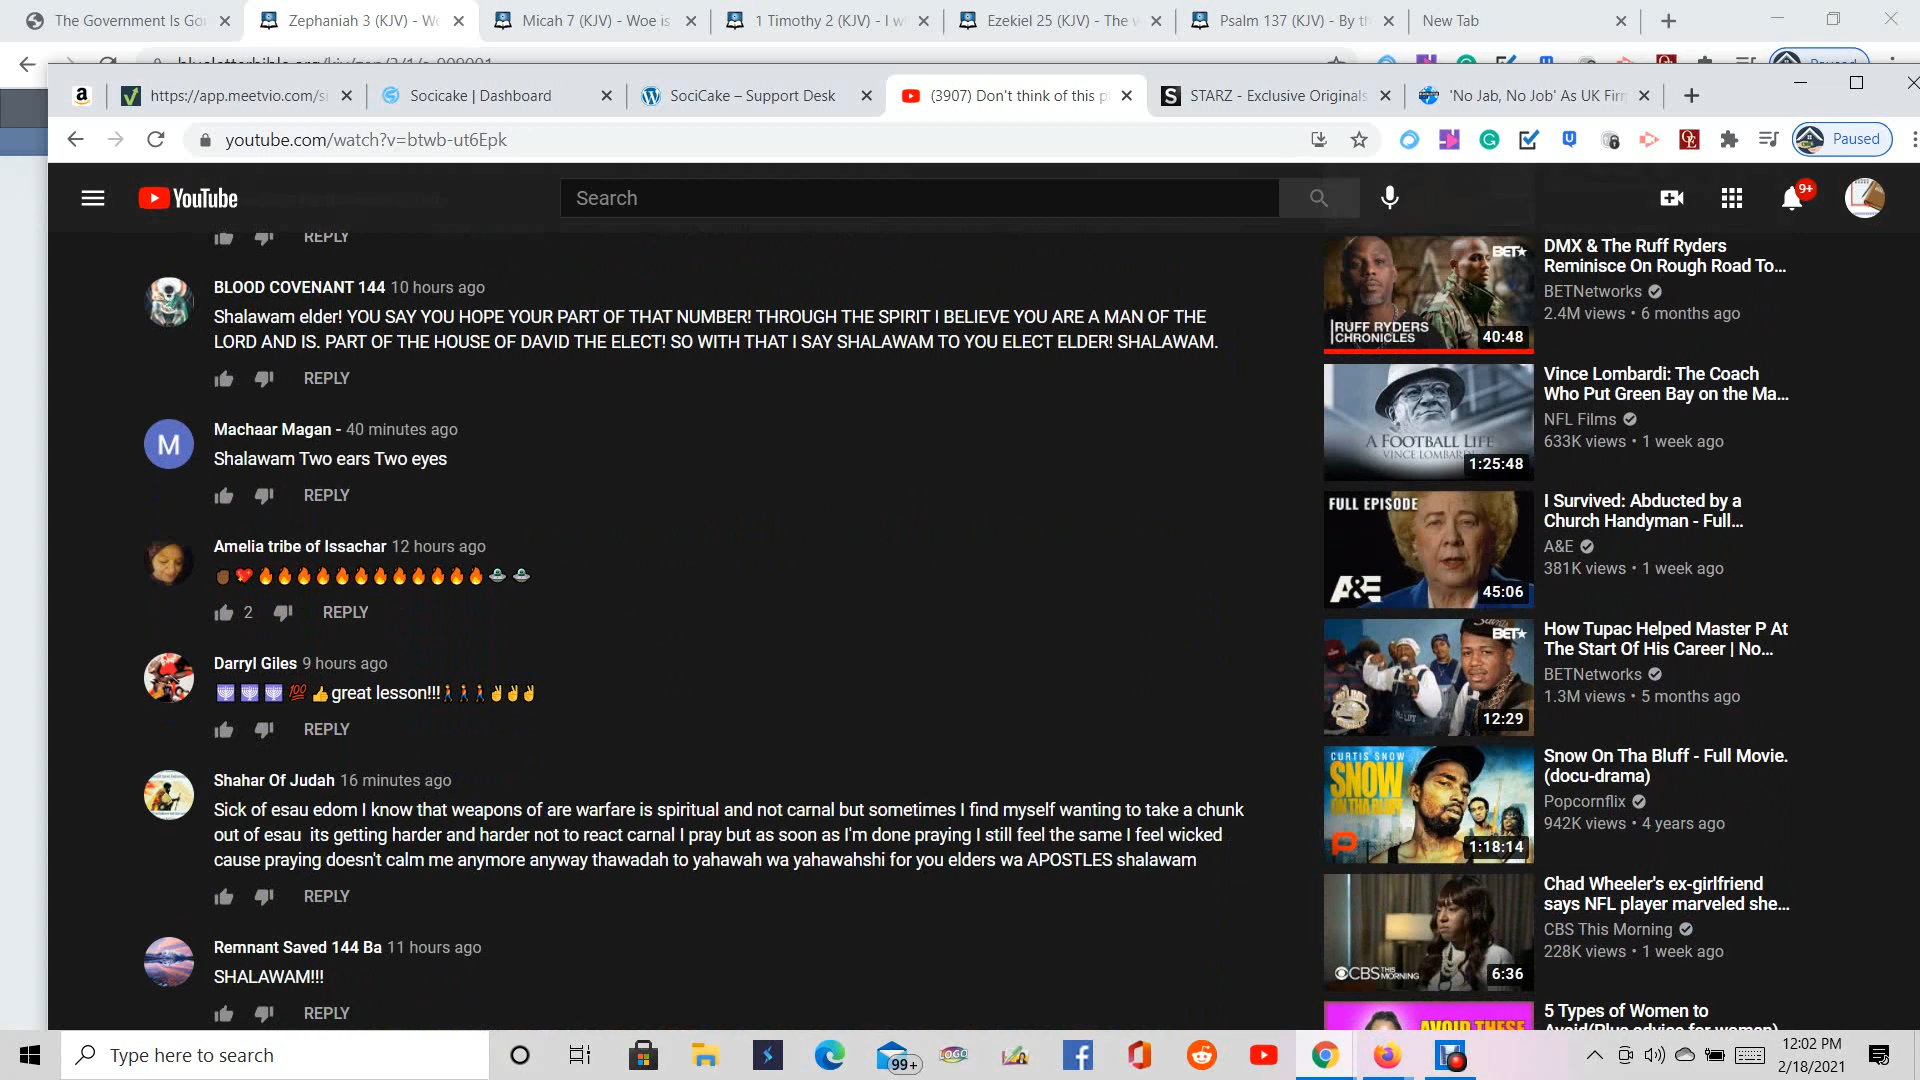 The Government Is Go
Zephaniah 3 (KJV) - W
Micah 7 (KJV) - Woe is
1 Timothy 2 (KJV) - I w
Ezekiel 25 (KJV) - The w
Psalm 137 (KJV) - By th
New Tab
https://app.meetvio.com/s
Socicake | Dashboard
SociCake – Support Desk
(3907) Don't think of this p
STARZ - Exclusive Originals
'No Jab, No Job' As UK Firm
youtube.com/watch?v=btwb-ut6Epk
Paused
YouTube
Search
9+
REPLY
BLOOD COVENANT 144 10 hours ago
Shalawam elder! YOU SAY YOU HOPE YOUR PART OF THAT NUMBER! THROUGH THE SPIRIT I BELIEVE YOU ARE A MAN OF THE
LORD AND IS. PART OF THE HOUSE OF DAVID THE ELECT! SO WITH THAT I SAY SHALAWAM TO YOU ELECT ELDER! SHALAWAM.
REPLY
Machaar Magan - 40 minutes ago
M
Shalawam Two ears Two eyes
REPLY
Amelia tribe of Issachar 12 hours ago
2 REPLY
Darryl Giles 9 hours ago
💯👍great lesson!!!
REPLY
Shahar Of Judah 16 minutes ago
Sick of esau edom I know that weapons of are warfare is spiritual and not carnal but sometimes I find myself wanting to take a chunk
out of esau its getting harder and harder not to react carnal I pray but as soon as I'm done praying I still feel the same I feel wicked
cause praying doesn't calm me anymore anyway thawadah to yahawah wa yahawahshi for you elders wa APOSTLES shalawam
REPLY
Remnant Saved 144 Ba 11 hours ago
SHALAWAM!!!
REPLY
BET
RUFF RYDERS
CHRONICLES
40:48
DMX & The Ruff Ryders
Reminisce On Rough Road To...
BETNetworks
2.4M views • 6 months ago
A FOOTBALL LIFE
VINCE LOMBARDI
1:25:48
Vince Lombardi: The Coach
Who Put Green Bay on the Ma...
NFL Films
633K views • 1 week ago
FULL EPISODE
A&E
45:06
I Survived: Abducted by a
Church Handyman - Full...
A&E
381K views • 1 week ago
BET
12:29
How Tupac Helped Master P At
The Start Of His Career | No...
BETNetworks
1.3M views • 5 months ago
CURTIS SNOW
SNOW
ON THA BLUFF
P
1:18:14
Snow On Tha Bluff - Full Movie.
(docu-drama)
Popcornflix
942K views • 4 years ago
CBS THIS MORNING
6:36
Chad Wheeler's ex-girlfriend
says NFL player marveled she...
CBS This Morning
228K views • 1 week ago
AVOID THESE
5 Types of Women to
Avoid(Plus advice for women)
Type here to search
99+
LOGO
12:02 PM
2/18/2021